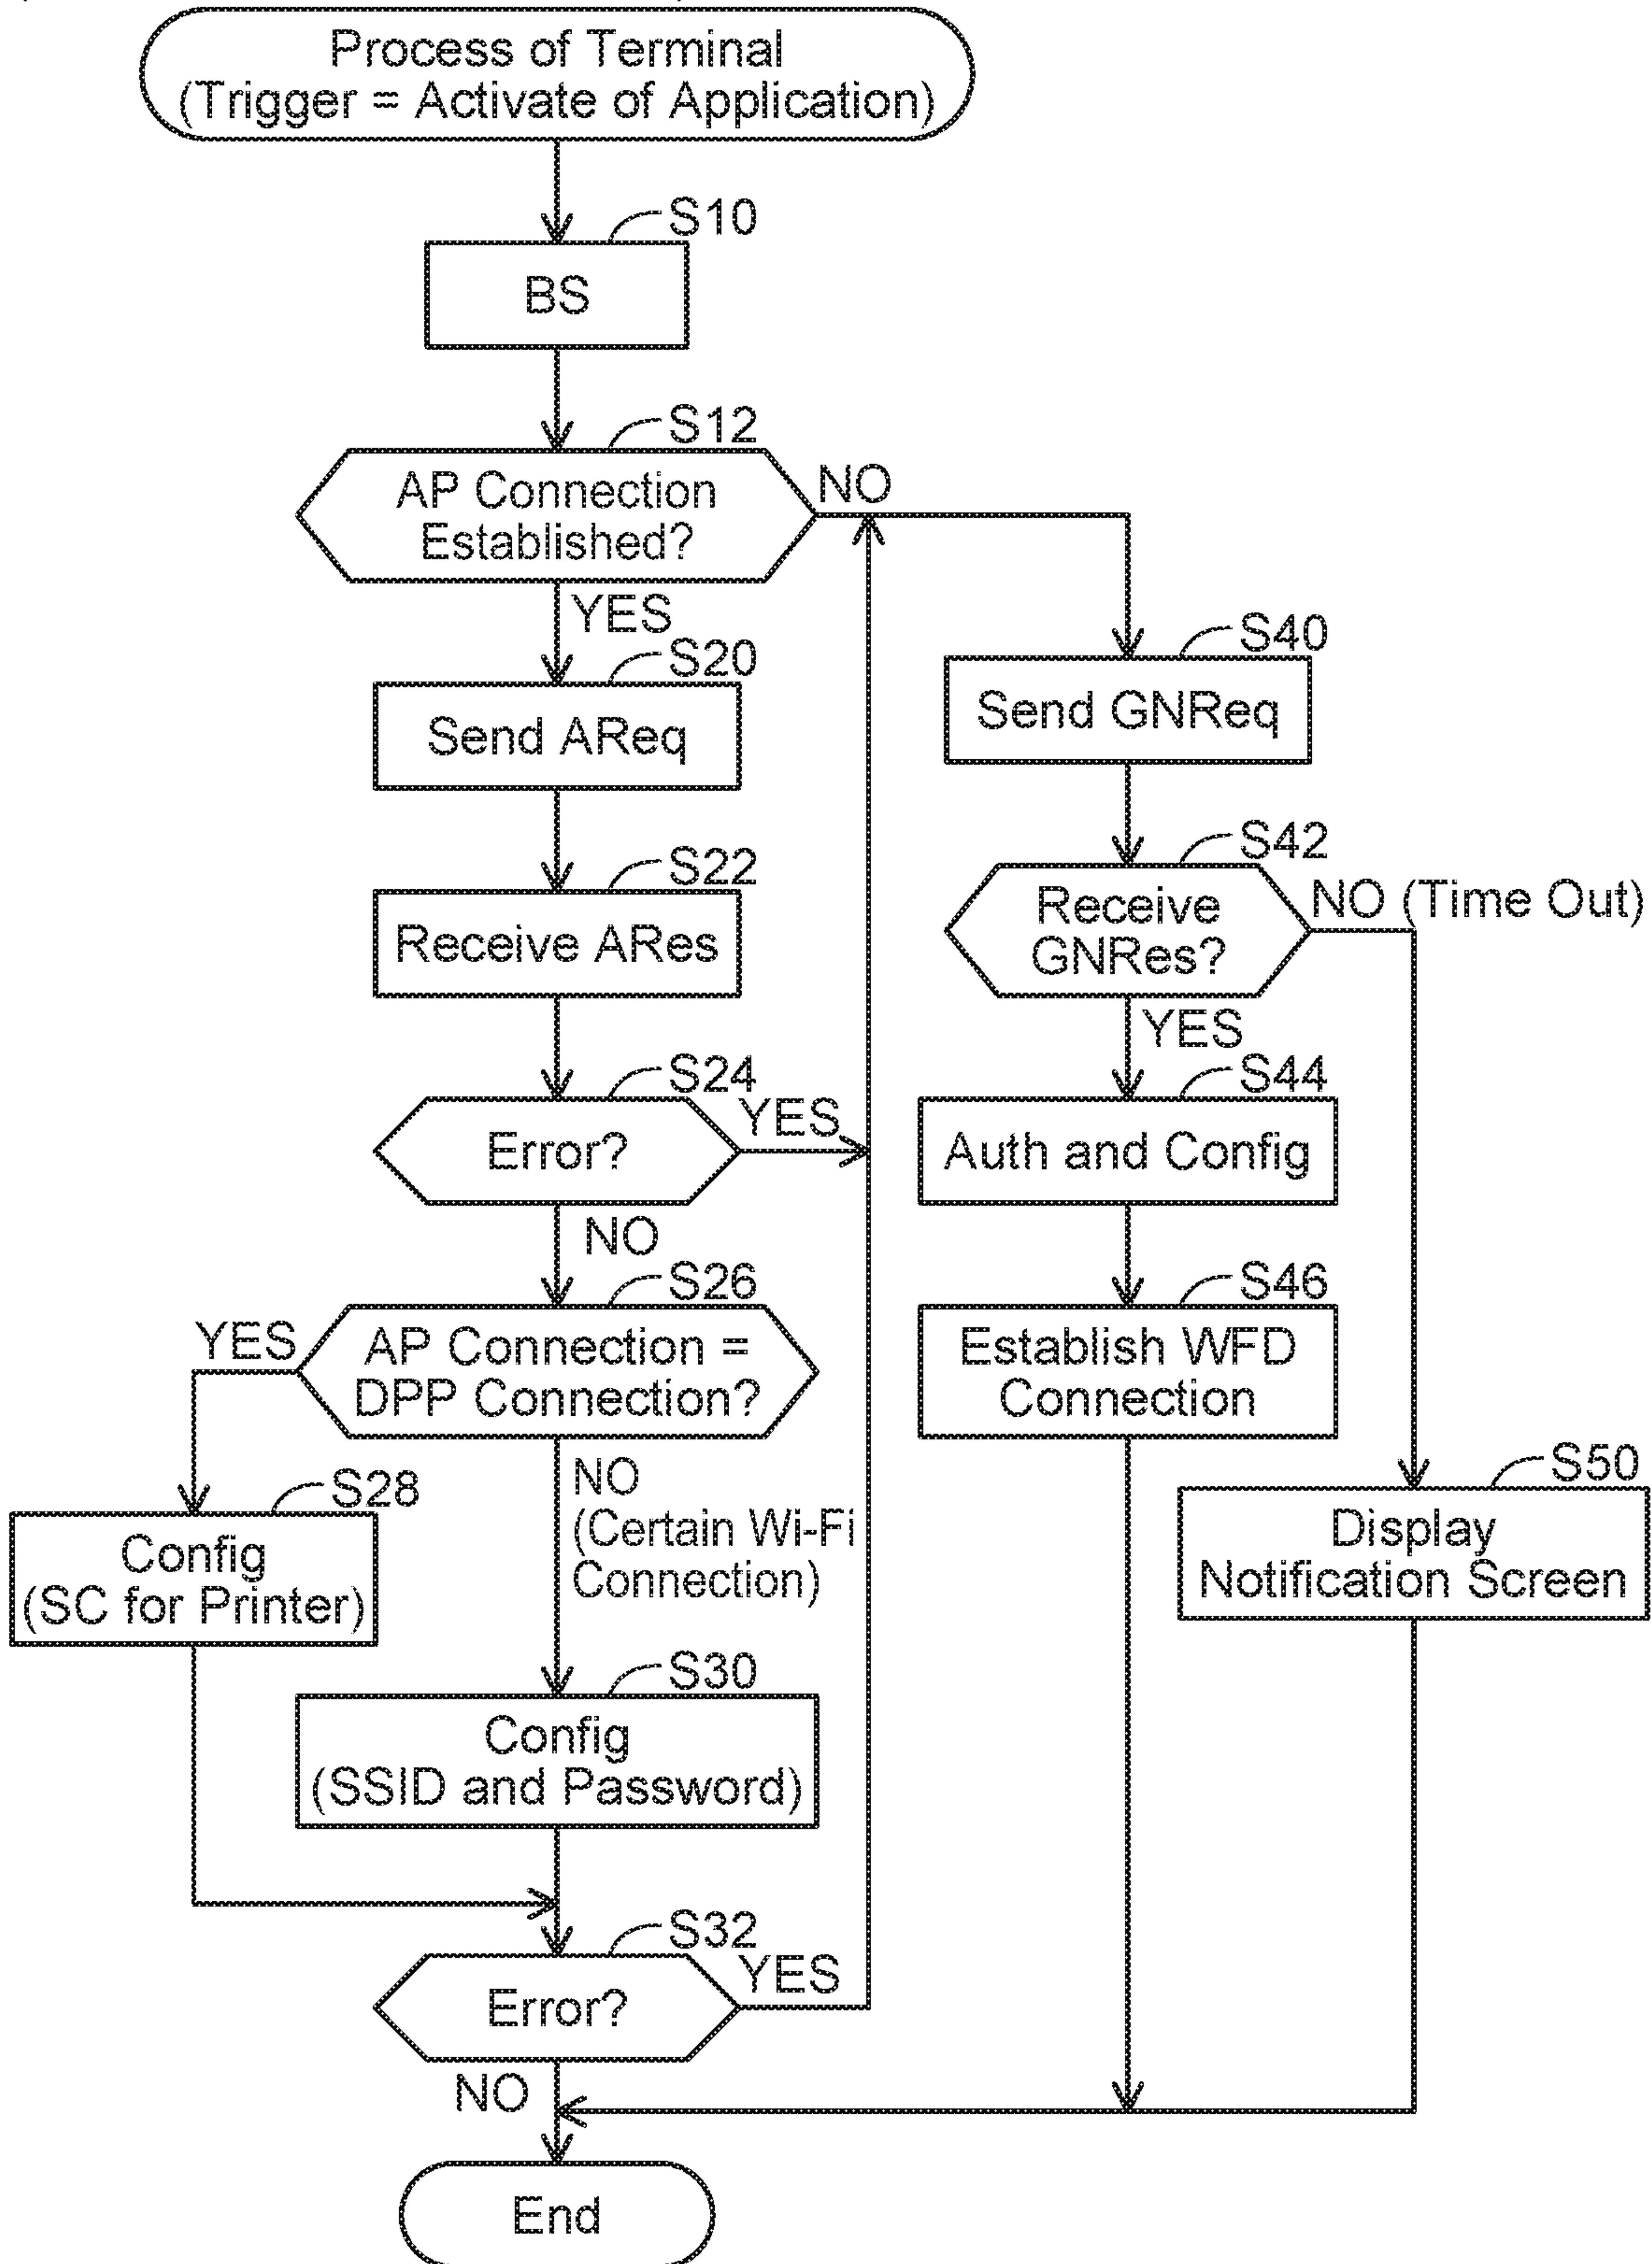 Process of Terminal
(Trigger = Activate of Application)
S10
BS
S12
AP Connection
Established?
NO
YES
S20
Send AReq
S22
Receive ARes
S24
Error?
YES
NO
S26
AP Connection =
DPP Connection?
YES
NO
(Certain Wi-Fi
Connection)
S28
Config
(SC for Printer)
S30
Config
(SSID and Password)
S32
Error?
YES
NO
S40
Send GNReq
S42
Receive
GNRes?
NO (Time Out)
YES
S44
Auth and Config
S46
Establish WFD
Connection
S50
Display
Notification Screen
End